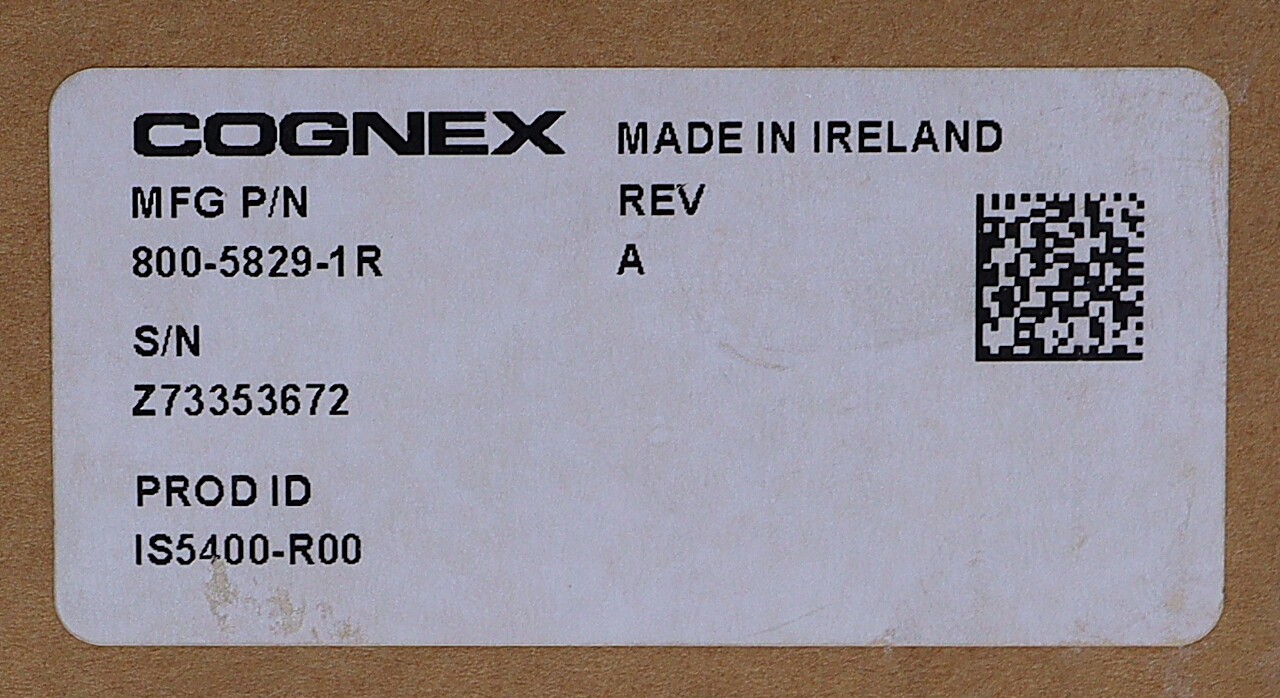 COGNEX MADE IN IRELAND
MFG P/N REV
800-5829-1R A
S/N
Z73353672
PROD ID
IS5400-R00